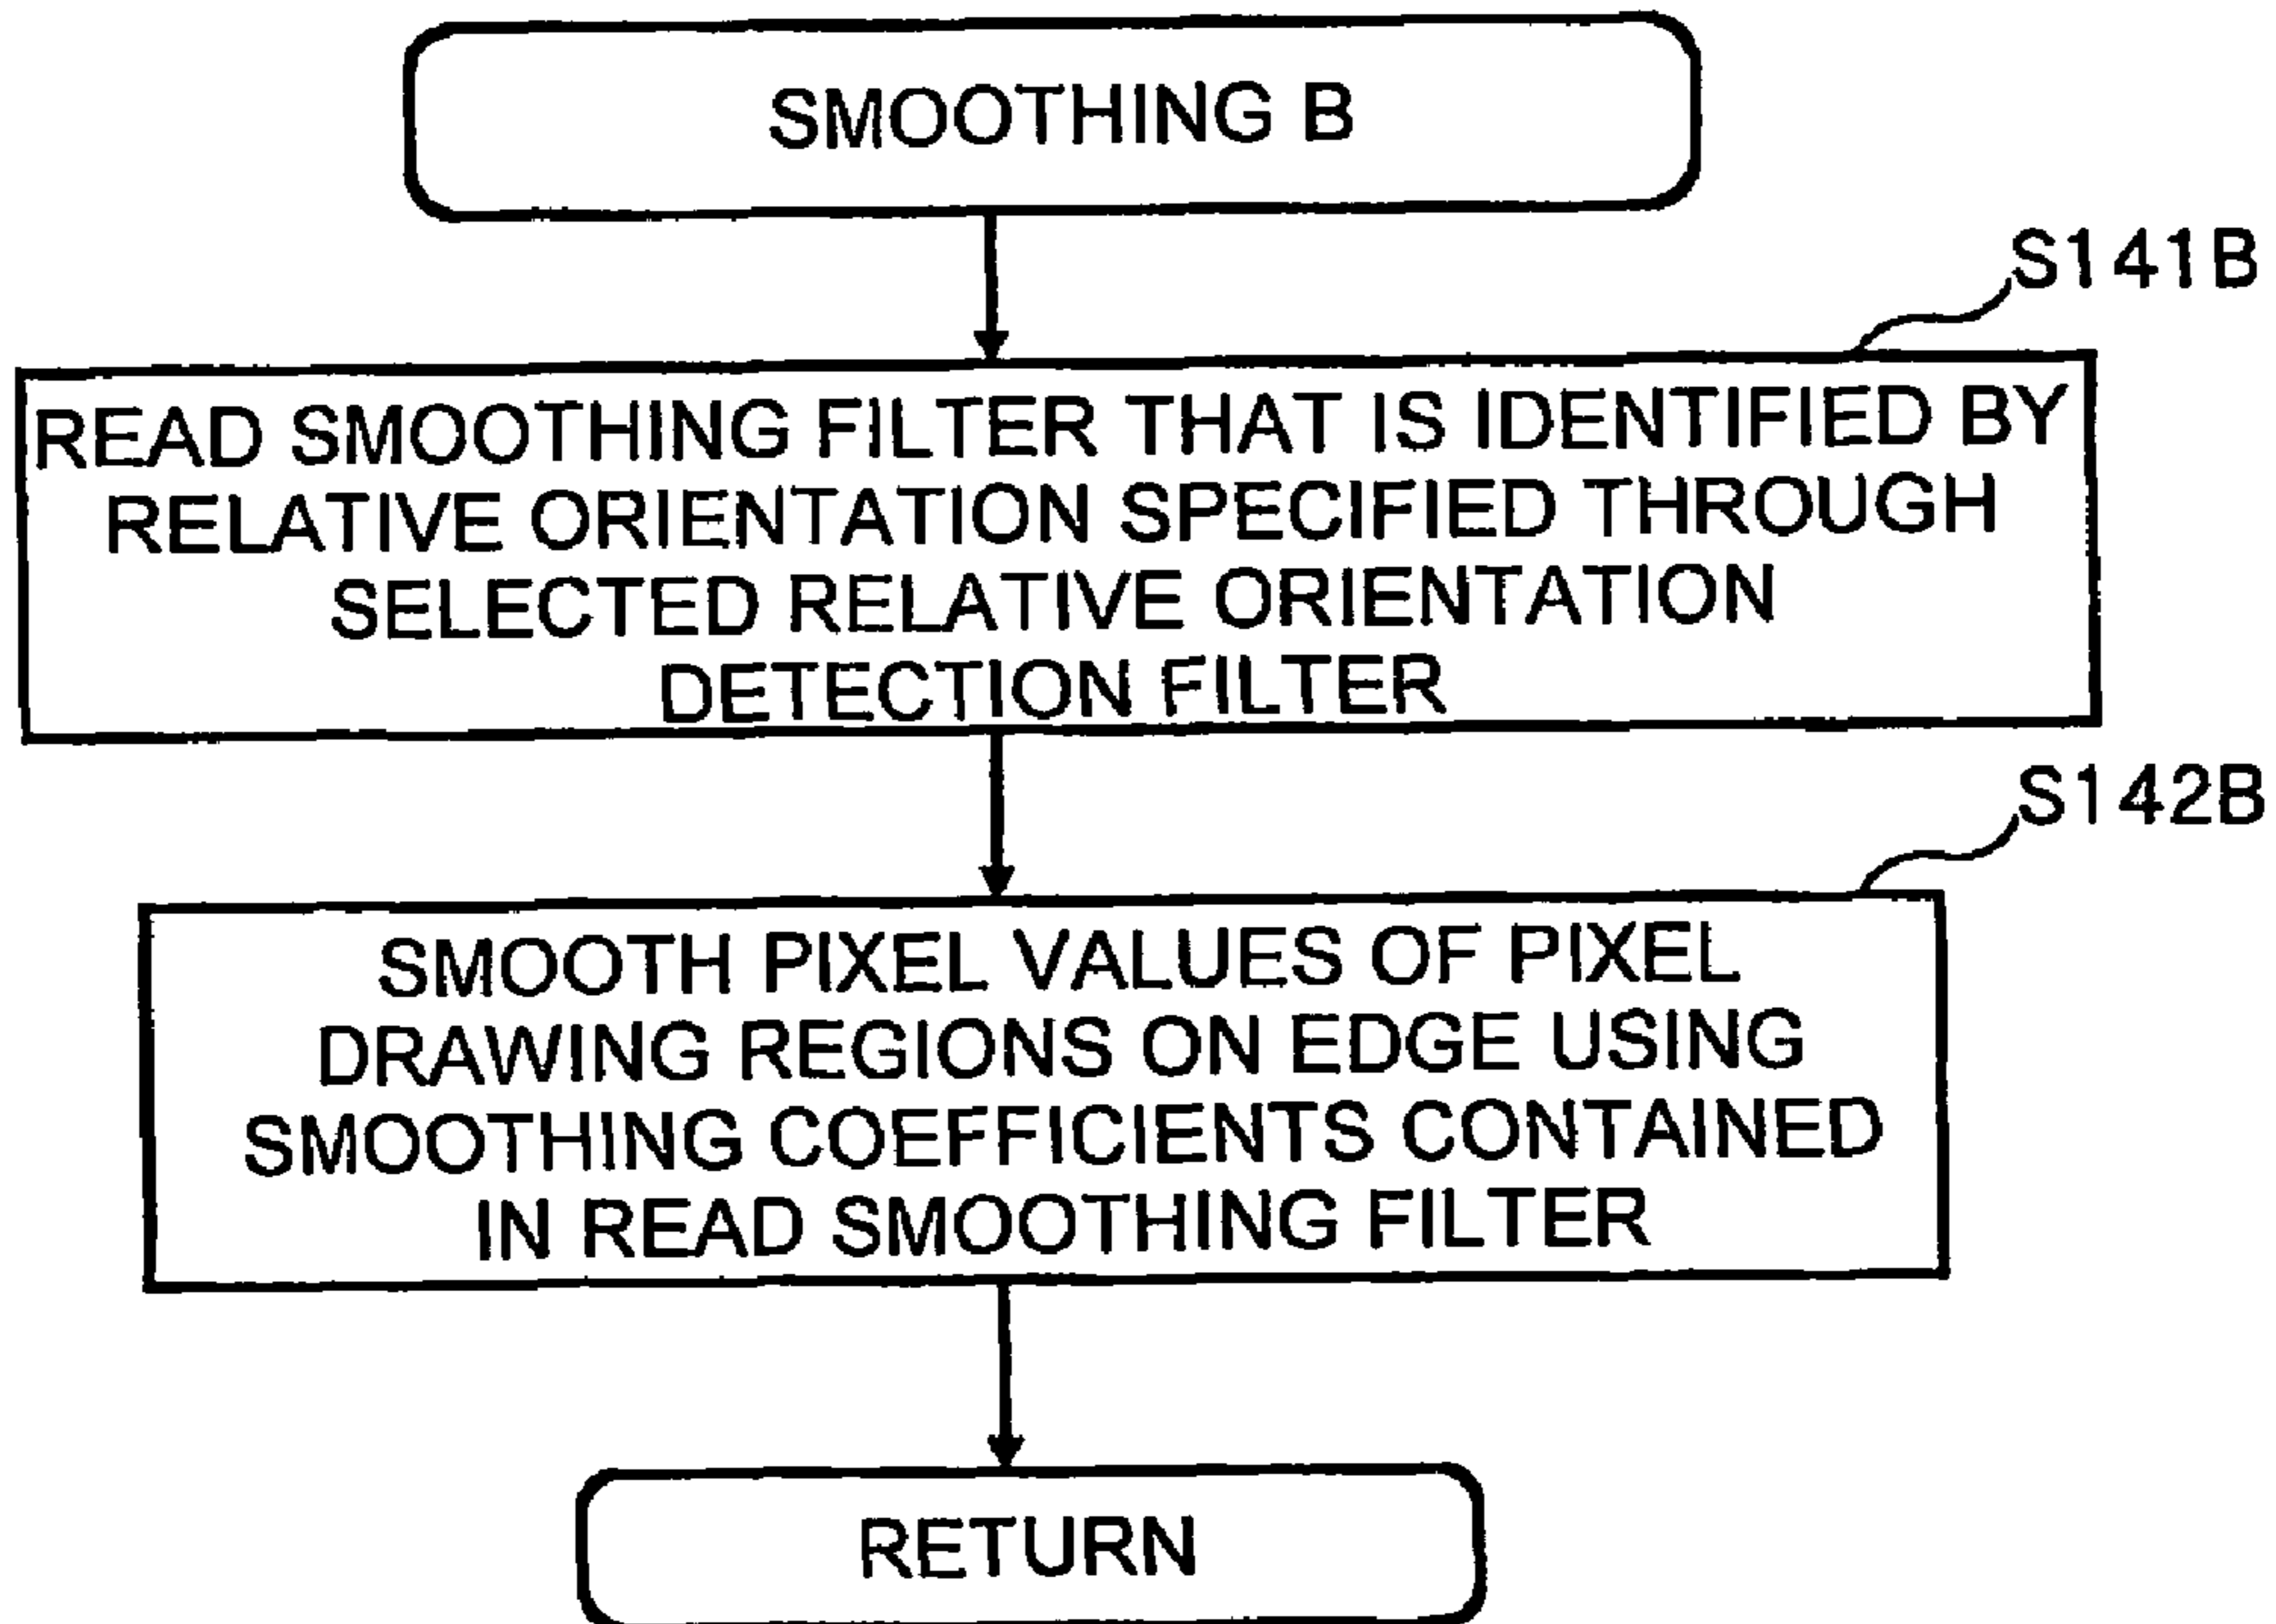 SMOOTHING B
S141B
READ SMOOTHING FILTER THAT IS IDENTIFIED BY
RELATIVE ORIENTATION SPECIFIED THROUGH
SELECTED RELATIVE ORIENTATION
DETECTION FILTER
S142B
SMOOTH PIXEL VALUES OF PIXEL
DRAWING REGIONS ON EDGE USING
SMOOTHING COEFFICIENTS CONTAINED
IN READ SMOOTHING FILTER
RETURN